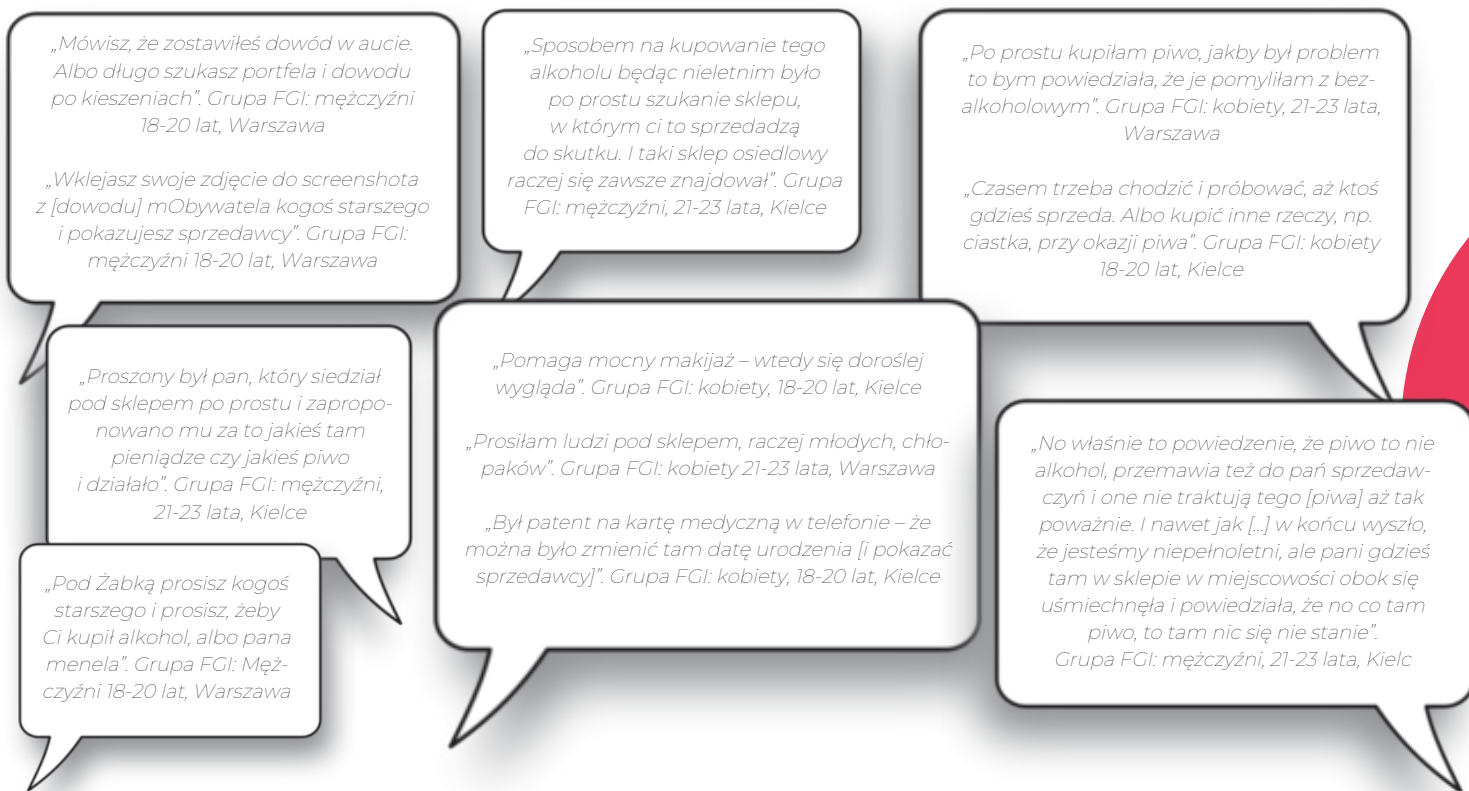 „Mówisz, że zostawiłeś dowód w aucie.
Albo długo szukasz portfela i dowodu
po kieszeniach”. Grupa FGI: mężczyźni
18-20 lat, Warszawa
„Wklejasz swoje zdjęcie do screenshota
z [dowodu] mObywatela kogoś starszego
i pokazujesz sprzedawcy”. Grupa FGI:
mężczyźni 18-20 lat, Warszawa
„Sposobem na kupowanie tego
alkoholu będąc nieletnim było
po prostu szukanie sklepu,
w którym ci to sprzedadzą
do skutku. I taki sklep osiedlowy
raczej się zawsze znajdował”. Grupa
FGI: mężczyźni, 21-23 lata, Kielce
„Po prostu kupiłam piwo, jakby był problem
to bym powiedziała, że je pomyliłam z bez-
alkoholowym”. Grupa FGI: kobiety, 21-23 lata,
Warszawa
„Czasem trzeba chodzić i próbować, aż ktoś
gdzieś sprzeda. Albo kupić inne rzeczy, np.
ciastka, przy okazji piwa”. Grupa FGI: kobiety
18-20 lat, Kielce
„Proszony był pan, który siedział
pod sklepem po prostu i zapropo-
nowano mu za to jakieś tam
pieniądze czy jakieś piwo
i działało”. Grupa FGI: mężczyźni,
21-23 lata, Kielce
„Pomaga mocny makijaż – wtedy się doroślej
wygląda”. Grupa FGI: kobiety, 18-20 lat, Kielce
„Prosiłam ludzi pod sklepem, raczej młodych, chło-
paków”. Grupa FGI: kobiety 21-23 lata, Warszawa
„Był patent na kartę medyczną w telefonie – że
można było zmienić tam datę urodzenia [i pokazać
sprzedawcy]”. Grupa FGI: kobiety, 18-20 lat, Kielce
„No właśnie to powiedzenie, że piwo to nie
alkohol, przemawia też do pań sprzedaw-
czyń i one nie traktują tego [piwa] aż tak
poważnie. I nawet jak [...] w końcu wyszło,
że jesteśmy niepełnoletni, ale pani gdzieś
tam w sklepie w miejscowości obok się
uśmiechnęła i powiedziała, że no co tam
piwo, to tam nic się nie stanie”.
Grupa FGI: mężczyźni, 21-23 lata, Kielc
„Pod Żabką prosisz kogoś
starszego i prosisz, żeby
Ci kupił alkohol, albo pana
menela”. Grupa FGI: Męż-
czyźni 18-20 lat, Warszawa